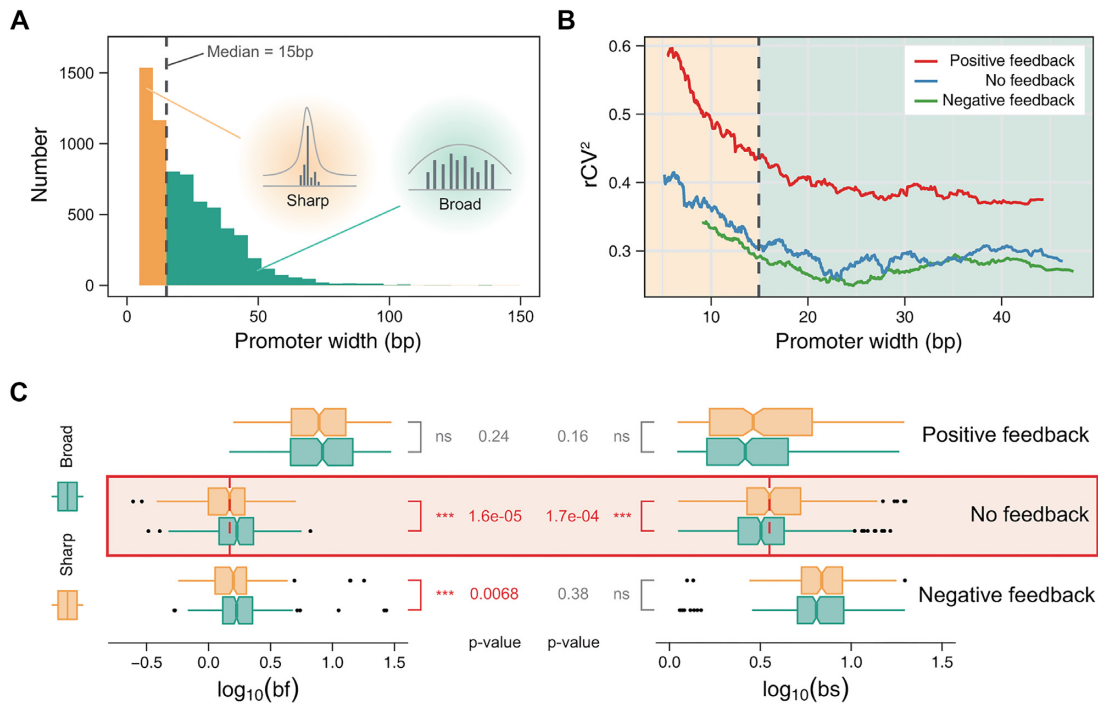 A
Median = 15bp
1500
1000
500
0
Number
Sharp
Broad
0
50
100
150
Promoter width (bp)
B
0.6
0.5
0.4
0.3
rCV²
Positive feedback
No feedback
Negative feedback
10
20
30
40
Promoter width (bp)
C
Broad
Sharp
ns 0.24 0.16 ns Positive feedback
*** 1.6e-05 1.7e-04 *** No feedback
*** 0.0068 0.38 ns Negative feedback
p-value p-value
−0.5 0.0 0.5 1.0 1.5
log₁₀(bf)
0.0 0.5 1.0 1.5
log₁₀(bs)